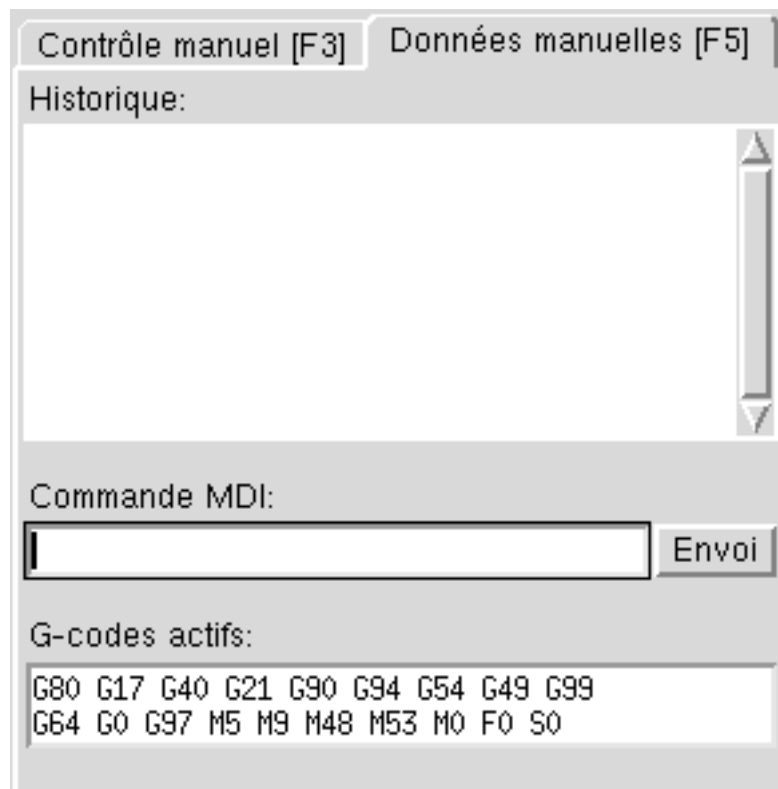 Contrôle manuel [F3] Données manuelles [F5]
Historique:
Commande MDI:
Envoi
G-codes actifs:
G80 G17 G40 G21 G90 G94 G54 G49 G99
G64 G0 G97 M5 M9 M48 M53 M0 F0 S0